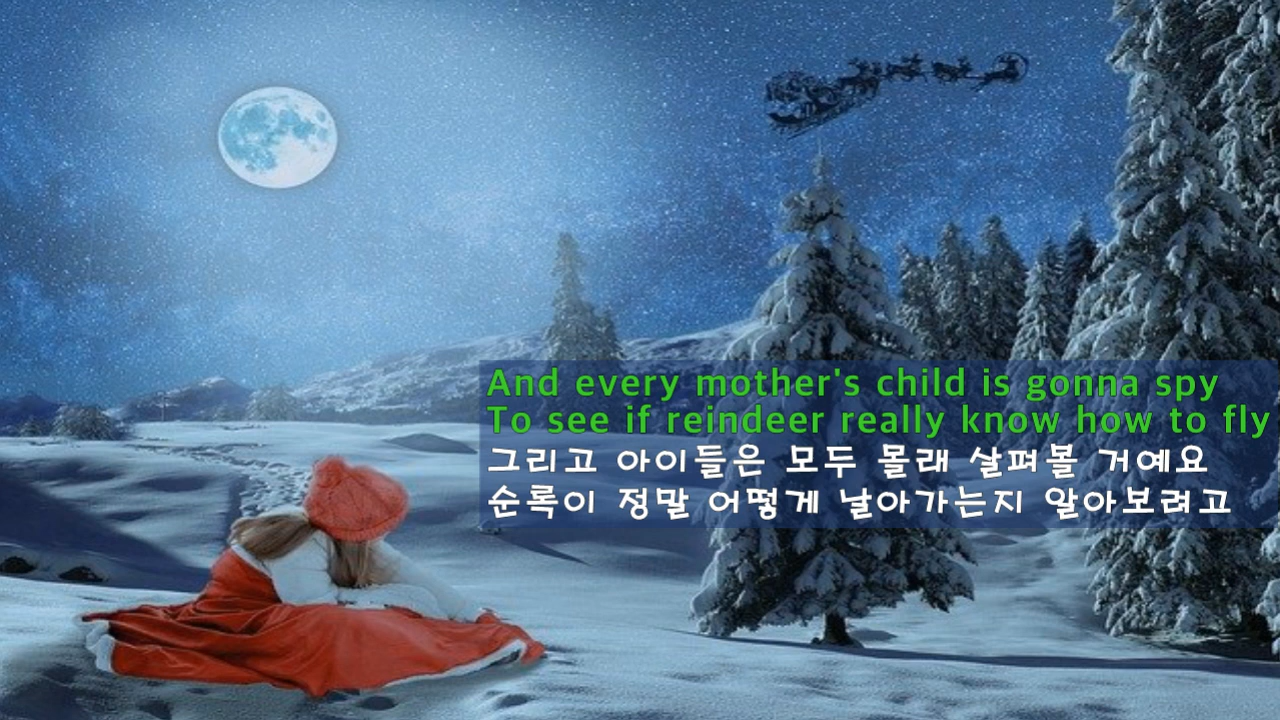 And every mother's child is gonna spy
To see if reindeer really know how to fly
그리고 아이들은 모두 몰래 살펴볼 거예요
순록이 정말 어떻게 날아가는지 알아보려고